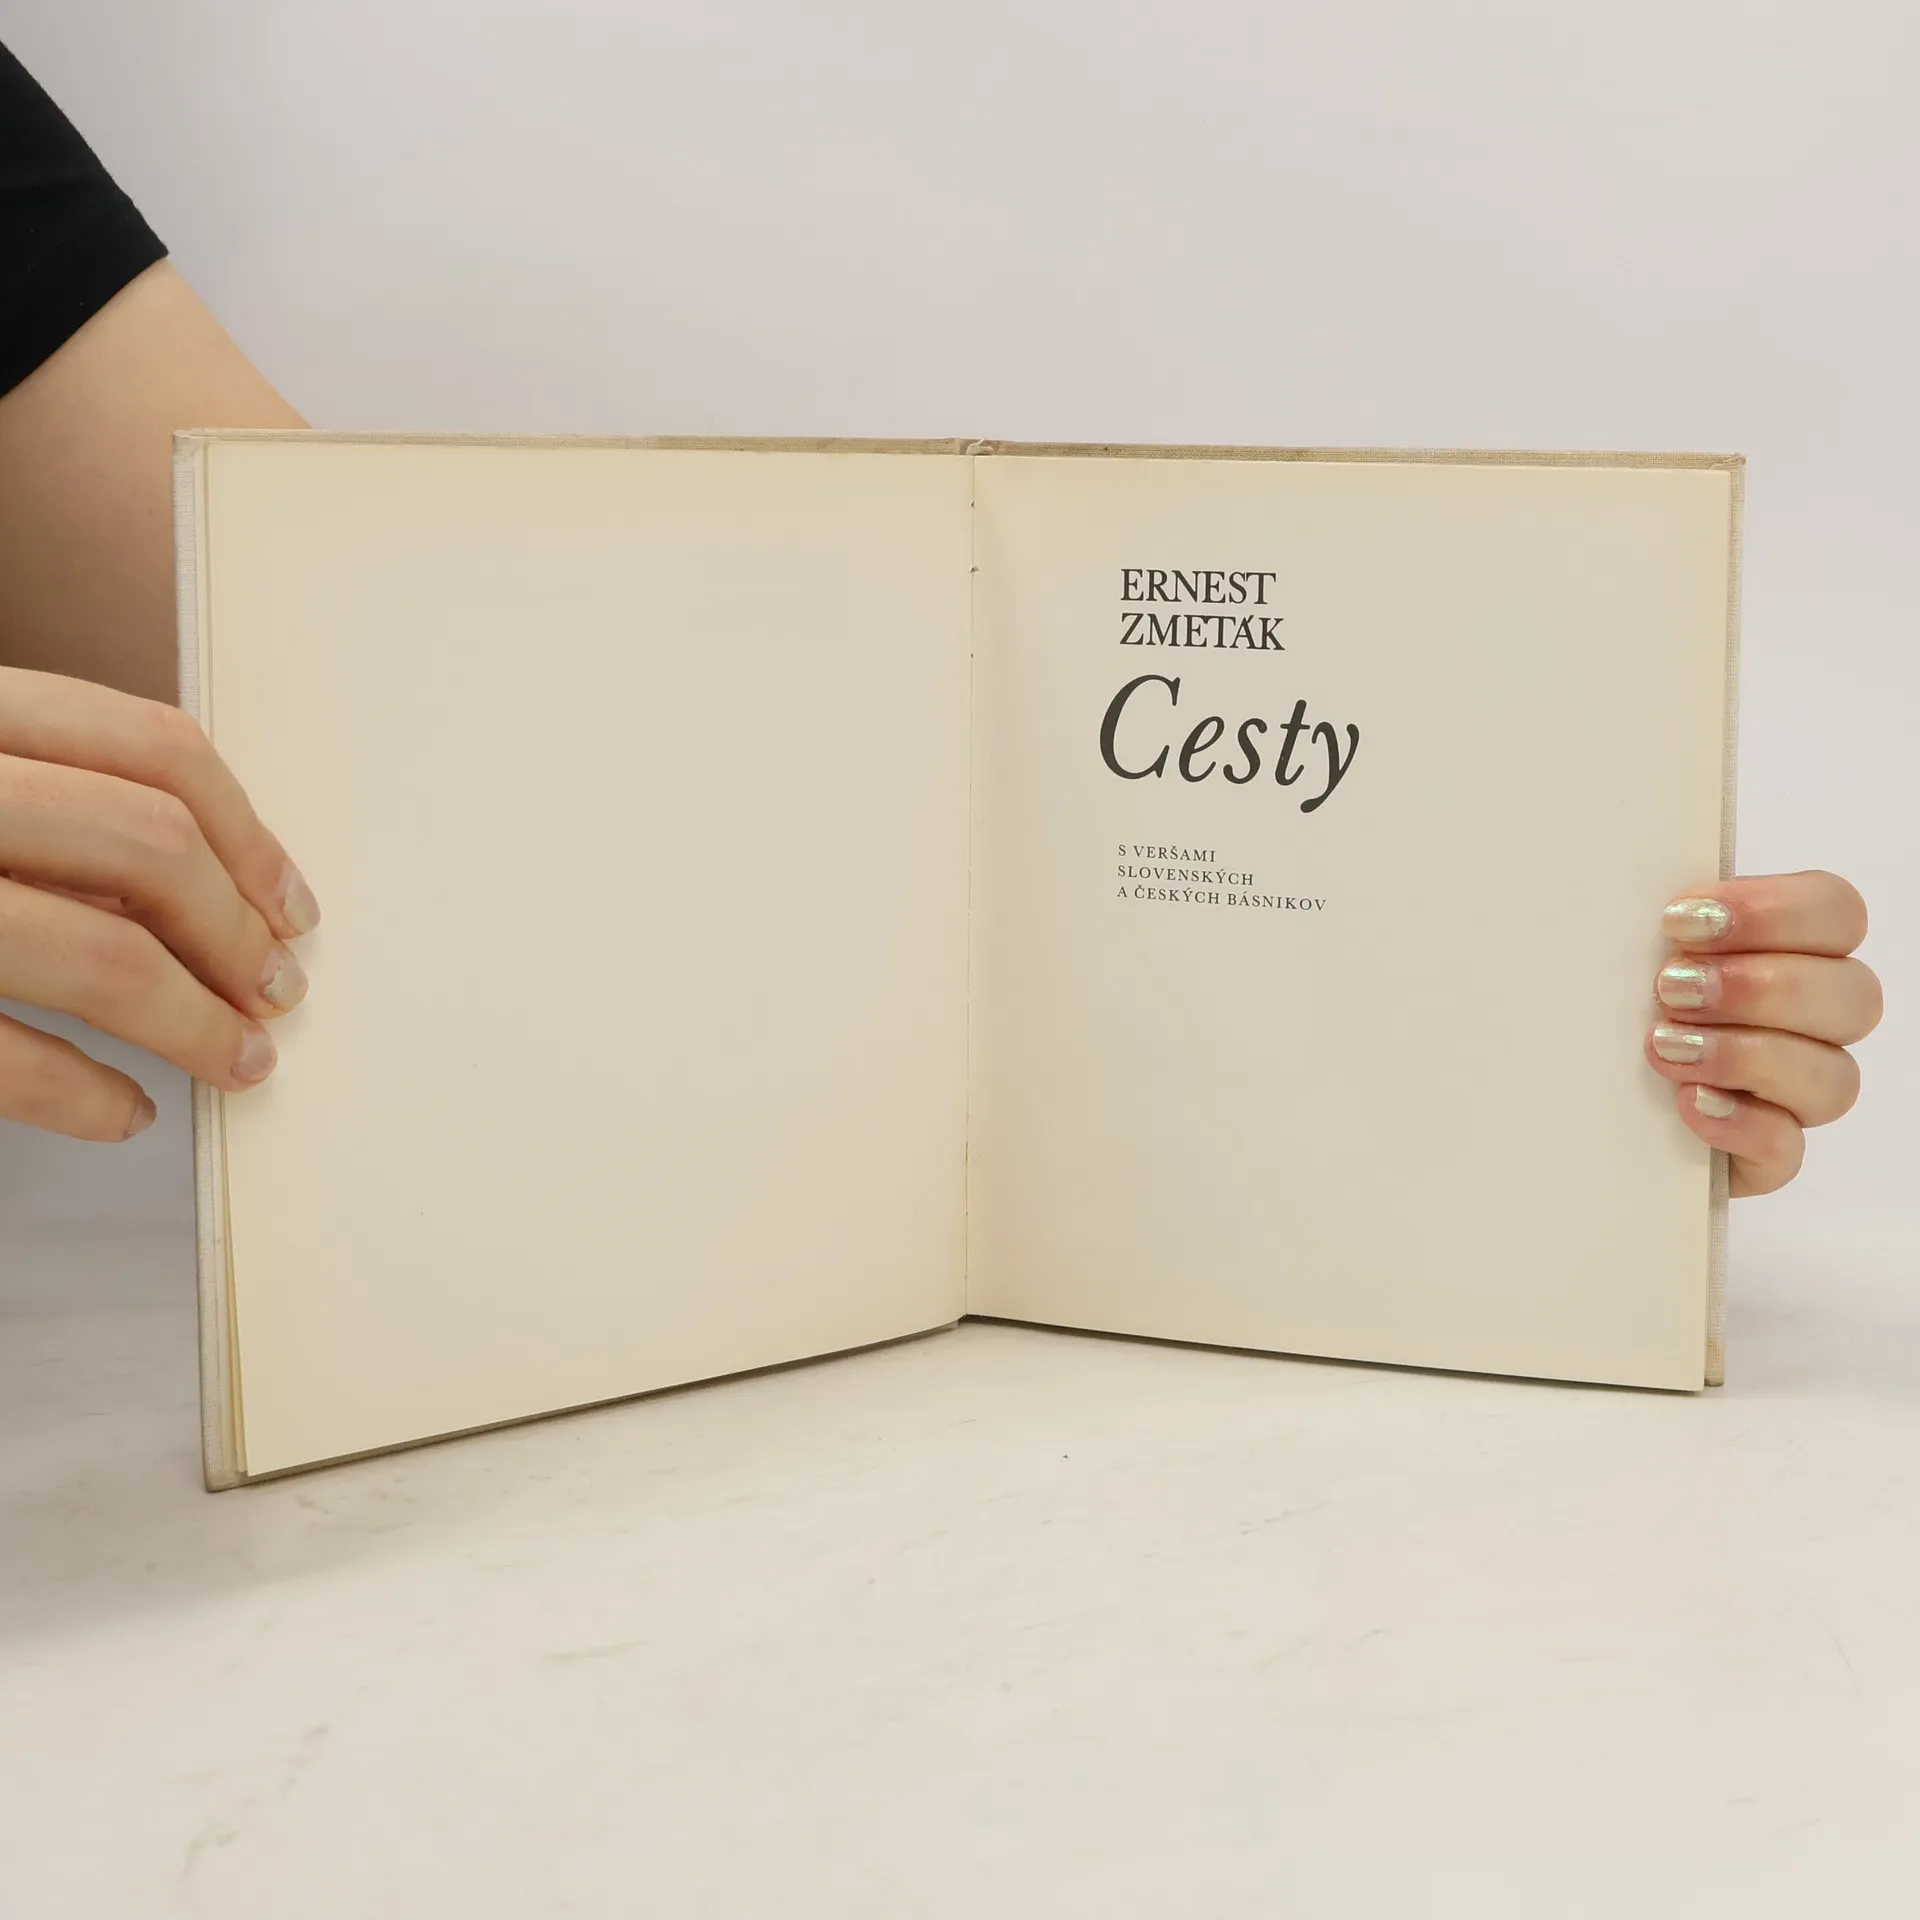 ERNEST
ZMETÁK
Cesty
S VERŠAMI
SLOVENSKÝCH
A ČESKÝCH BÁSNIKOV